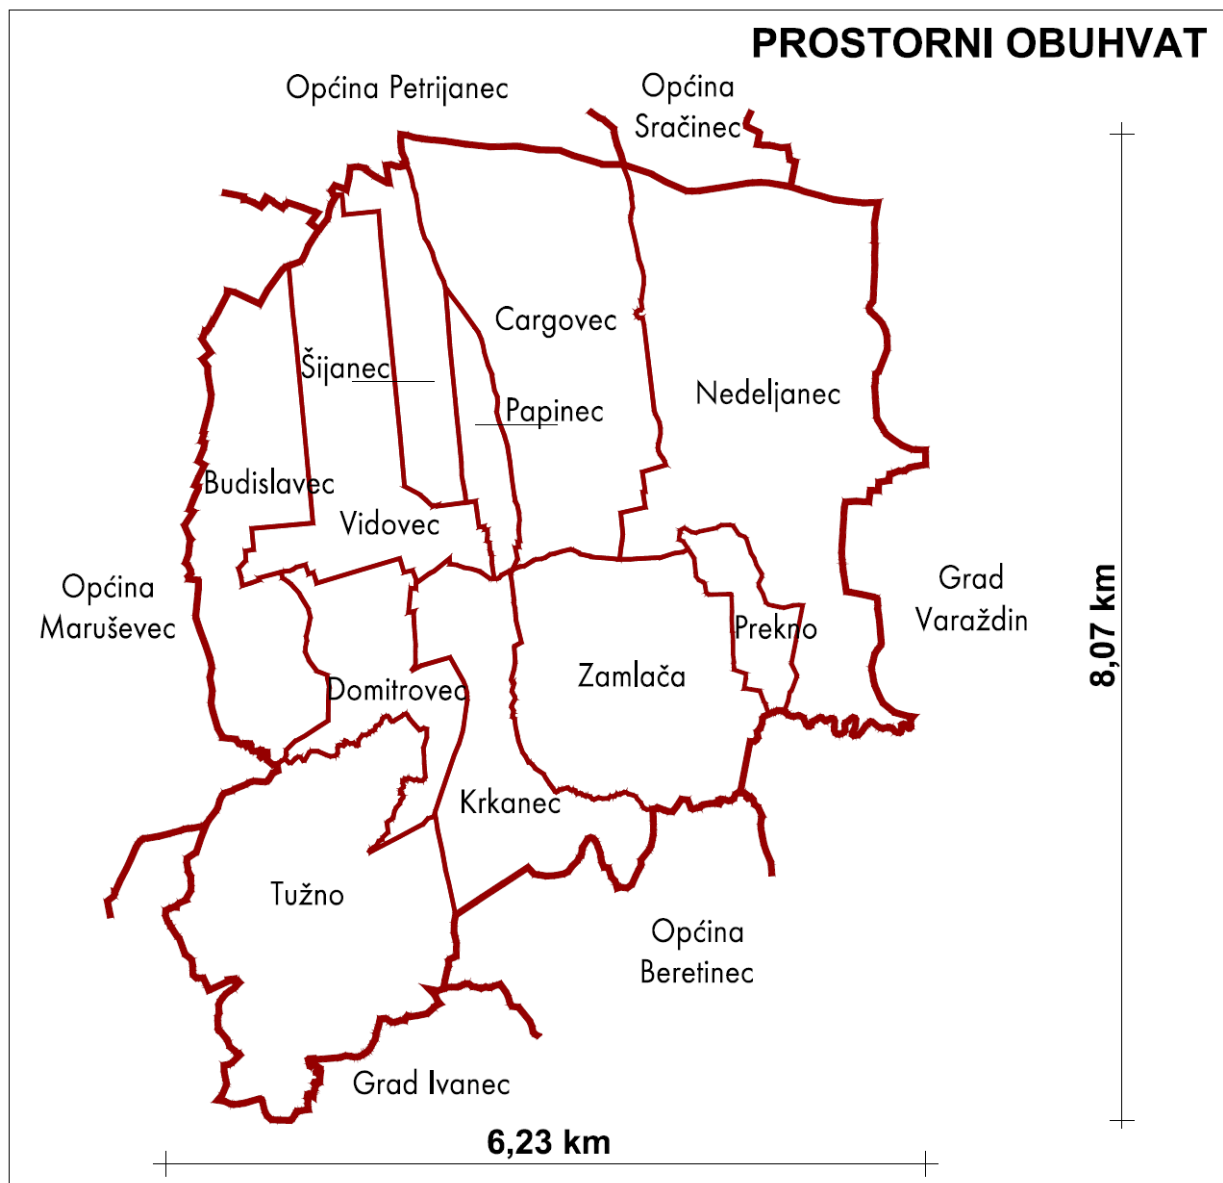 PROSTORNI OBUHVAT
Općina Petrijanec
Općina
Sračinec
Cargovec
Šijanec
Nedeljanec
Papinec
Budislavec
Vidovec
Općina
Maruševec
Grad
Varaždin
8,07 km
Prekno
Zamlača
Domitrovec
Krkanec
Tužno
Općina
Beretinec
Grad Ivanec
6,23 km